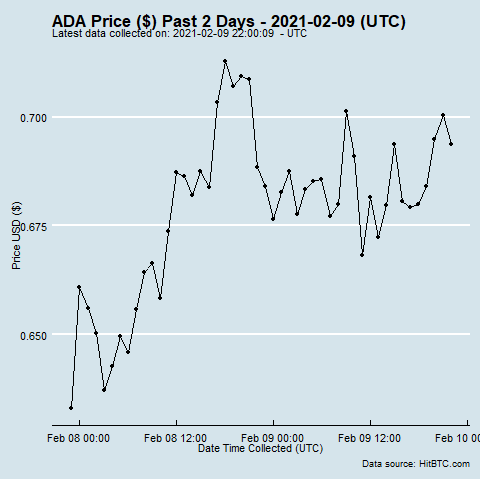 ADA Price ($) Past 2 Days - 2021-02-09 (UTC)
Latest data collected on: 2021-02-09 22:00:09  - UTC
0.700
0.675
0.650
Price USD ($)
Feb 08 00:00 Feb 08 12:00 Feb 09 00:00 Feb 09 12:00 Feb 10 00
Date Time Collected (UTC)
Data source: HitBTC.com